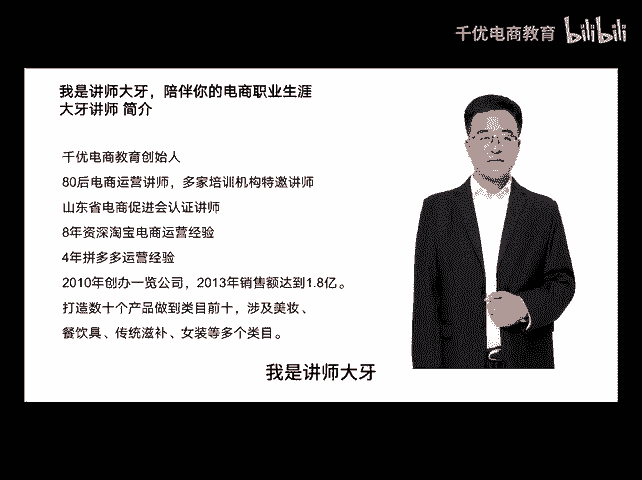 千优电商教育 bilibili
我是讲师大牙，陪伴你的电商职业生涯
大牙讲师 简介
千优电商教育创始人
80后电商运营讲师，多家培训机构特邀讲师
山东省电商促进会认证讲师
8年资深淘宝电商运营经验
4年拼多多运营经验
2010年创办一览公司，2013年销售额达到1.8亿。
打造数十个产品做到类目前十，涉及美妆、
餐饮具、传统滋补、女装等多个类目。
我是讲师大牙